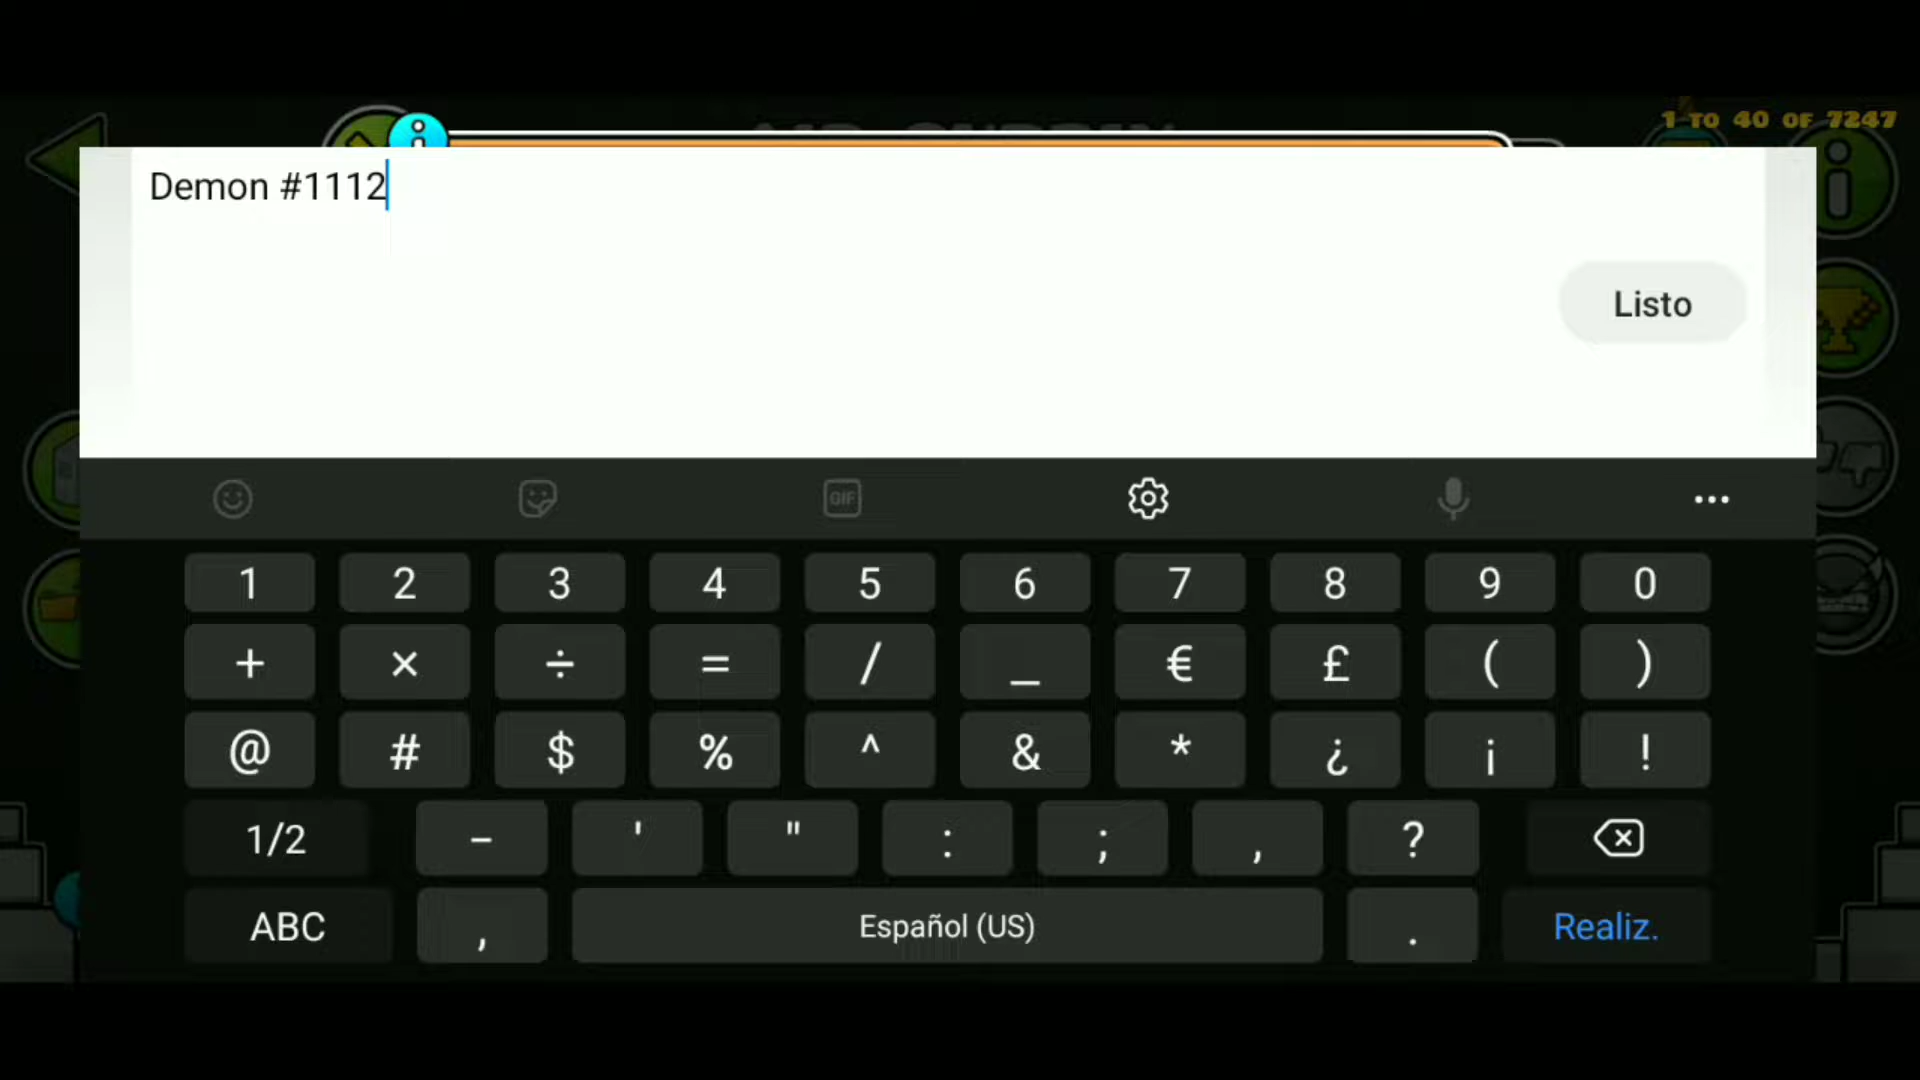 1 TO 40 OF 7247
Demon #1112
Listo
GIF
1 2 3 4 5 6 7 8 9 0
+ × ÷ = / _ € £ ( )
@ # $ % ^ & * ¿ ¡ !
1/2 - ' " : ; , ?
ABC , Español (US) . Realiz.